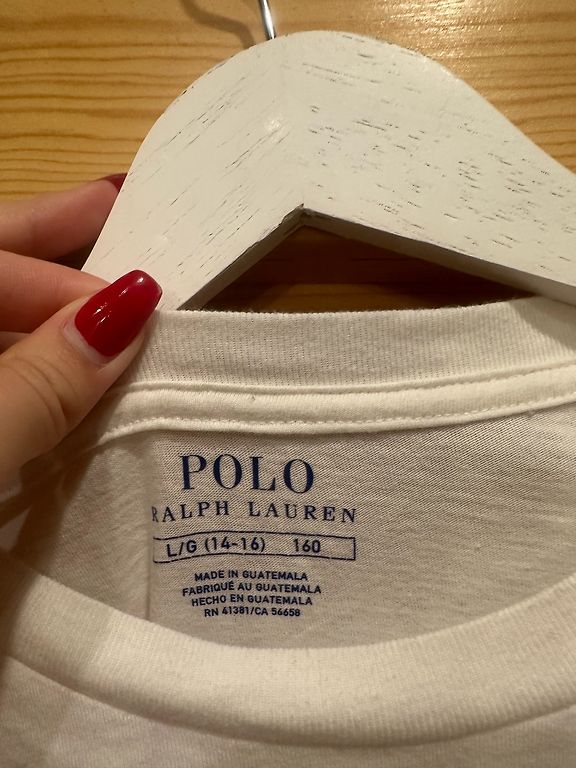 POLO
RALPH LAUREN
L/G (14-16) 160
MADE IN GUATEMALA
FABRIQUÉ AU GUATEMALA
HECHO EN GUATEMALA
RN 41381/CA 56658